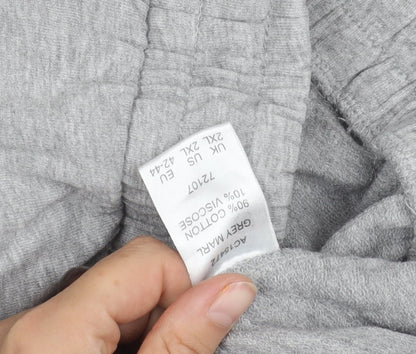 UK 2XL
US 2XL
EU 42-44
72107
90% COTTON
10% VISCOSE
GREY MARL